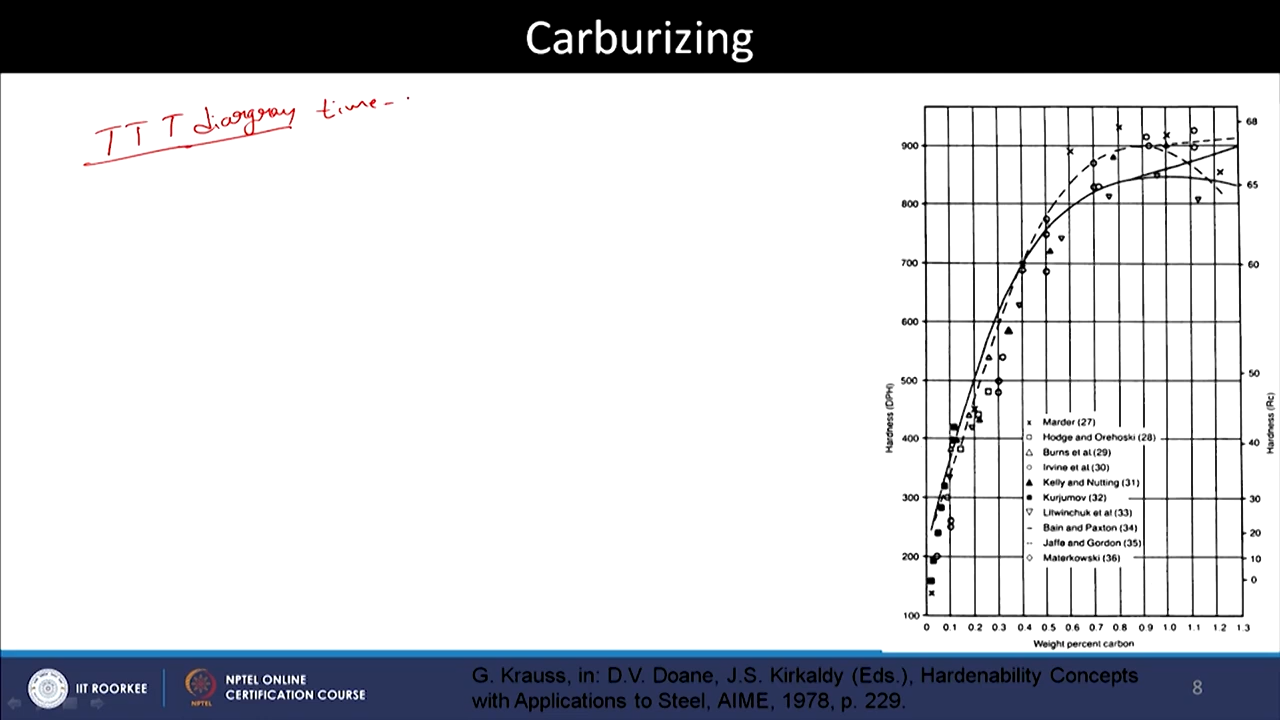 Carburizing
TTT diargray time-
900
800
700
600
500
400
300
200
100
Hardness (DPH)
68
65
60
50
40
30
20
10
0
Hardness (Rc)
Marder (27)
Hodge and Orehoski (28)
Burns et al (29)
Irvine et al (30)
Kelly and Nutting (31)
Kurjumov (32)
Litwinchuk et al (33)
Bain and Paxton (34)
Jaffe and Gordon (35)
Materkowski (36)
0 0.1 0.2 0.3 0.4 0.5 0.6 0.7 0.8 0.9 1.0 1.1 1.2 1.3
Weight percent carbon
IIT ROORKEE
NPTEL
NPTEL ONLINE
CERTIFICATION COURSE
G. Krauss, in: D.V. Doane, J.S. Kirkaldy (Eds.), Hardenability Concepts
with Applications to Steel, AIME, 1978, p. 229.
8